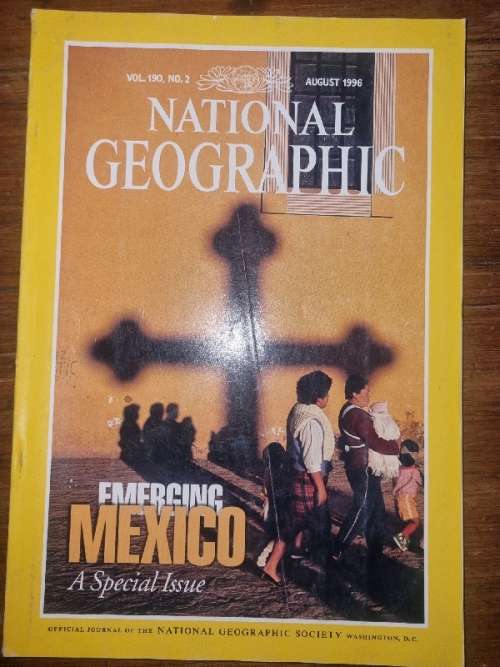 VOL. 190, NO. 2
AUGUST 1996
NATIONAL
GEOGRAPHIC
EMERGING
MEXICO
A Special Issue
OFFICIAL JOURNAL OF THE NATIONAL GEOGRAPHIC SOCIETY WASHINGTON, D.C.